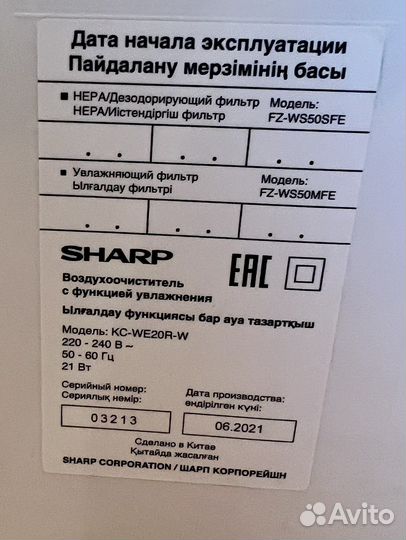 Дата начала эксплуатации
Пайдалану мерзімінің басы
■ HEPA/Дезодорирующий фильтр Модель:
HEPA/Иістендіргіш фильтр FZ-WS50SFE
. . . .
■ Увлажняющий фильтр Модель:
Ылғалдау фильтрі FZ-WS50MFE
. . . .
SHARP
EAC
Воздухоочиститель
с функцией увлажнения
Ылғалдау функциясы бар ауа тазартқыш
Модель: KC-WE20R-W
220 - 240 В ~
50 - 60 Гц
21 Вт
Серийный номер: Дата производства:
Сериялық немір: өндірілген күні:
03213 06.2021
Сделано в Китае
Қытайда жасалған
SHARP CORPORATION / ШАРП КОРПОРЕЙШН
Avito